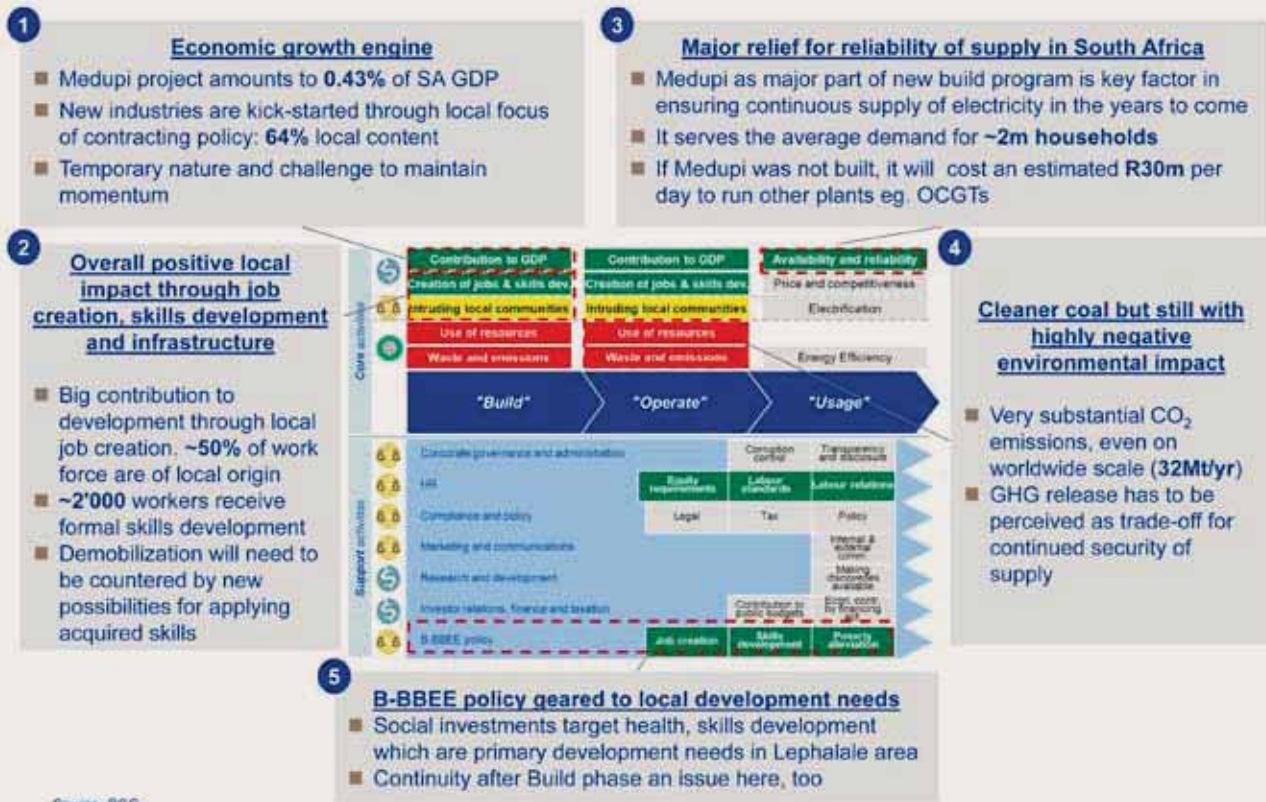 1
Economic growth engine
■ Medupi project amounts to 0.43% of SA GDP
■ New industries are kick-started through local focus
of contracting policy: 64% local content
■ Temporary nature and challenge to maintain
momentum
3
Major relief for reliability of supply in South Africa
■ Medupi as major part of new build program is key factor in
ensuring continuous supply of electricity in the years to come
■ It serves the average demand for ~2m households
■ If Medupi was not built, it will cost an estimated R30m per
day to run other plants eg. OCGTs
2
Overall positive local
impact through job
creation, skills development
and infrastructure
■ Big contribution to
development through local
job creation. ~50% of work
force are of local origin
■ ~2'000 workers receive
formal skills development
■ Demobilization will need to
be countered by new
possibilities for applying
acquired skills
Core activities
Contribution to GDP
Contribution to GDP
Availability and reliability
Creation of jobs & skills dev.
Creation of jobs & skills dev.
Price and competitiveness
Intruding local communities
Intruding local communities
Electrification
Use of resources
Use of resources
Waste and emissions
Waste and emissions
Energy Efficiency
"Build"
"Operate"
"Usage"
Support activities
Corporate governance and administration
Corruption
control
Transparency
and disclosure
HR
Equity
requirements
Labour
standards
Labour relations
Compliance and policy
Legal
Tax
Policy
Marketing and communications
Internal &
external
comm.
Research and development
Making
discoveries
available
Investor relations, finance and taxation
Contribution to
public budgets
Econ. contr.
by financing
B-BBEE policy
Job creation
Skills
development
Poverty
alleviation
4
Cleaner coal but still with
highly negative
environmental impact
■ Very substantial CO₂
emissions, even on
worldwide scale (32Mt/yr)
■ GHG release has to be
perceived as trade-off for
continued security of
supply
5
B-BBEE policy geared to local development needs
■ Social investments target health, skills development
which are primary development needs in Lephalale area
■ Continuity after Build phase an issue here, too